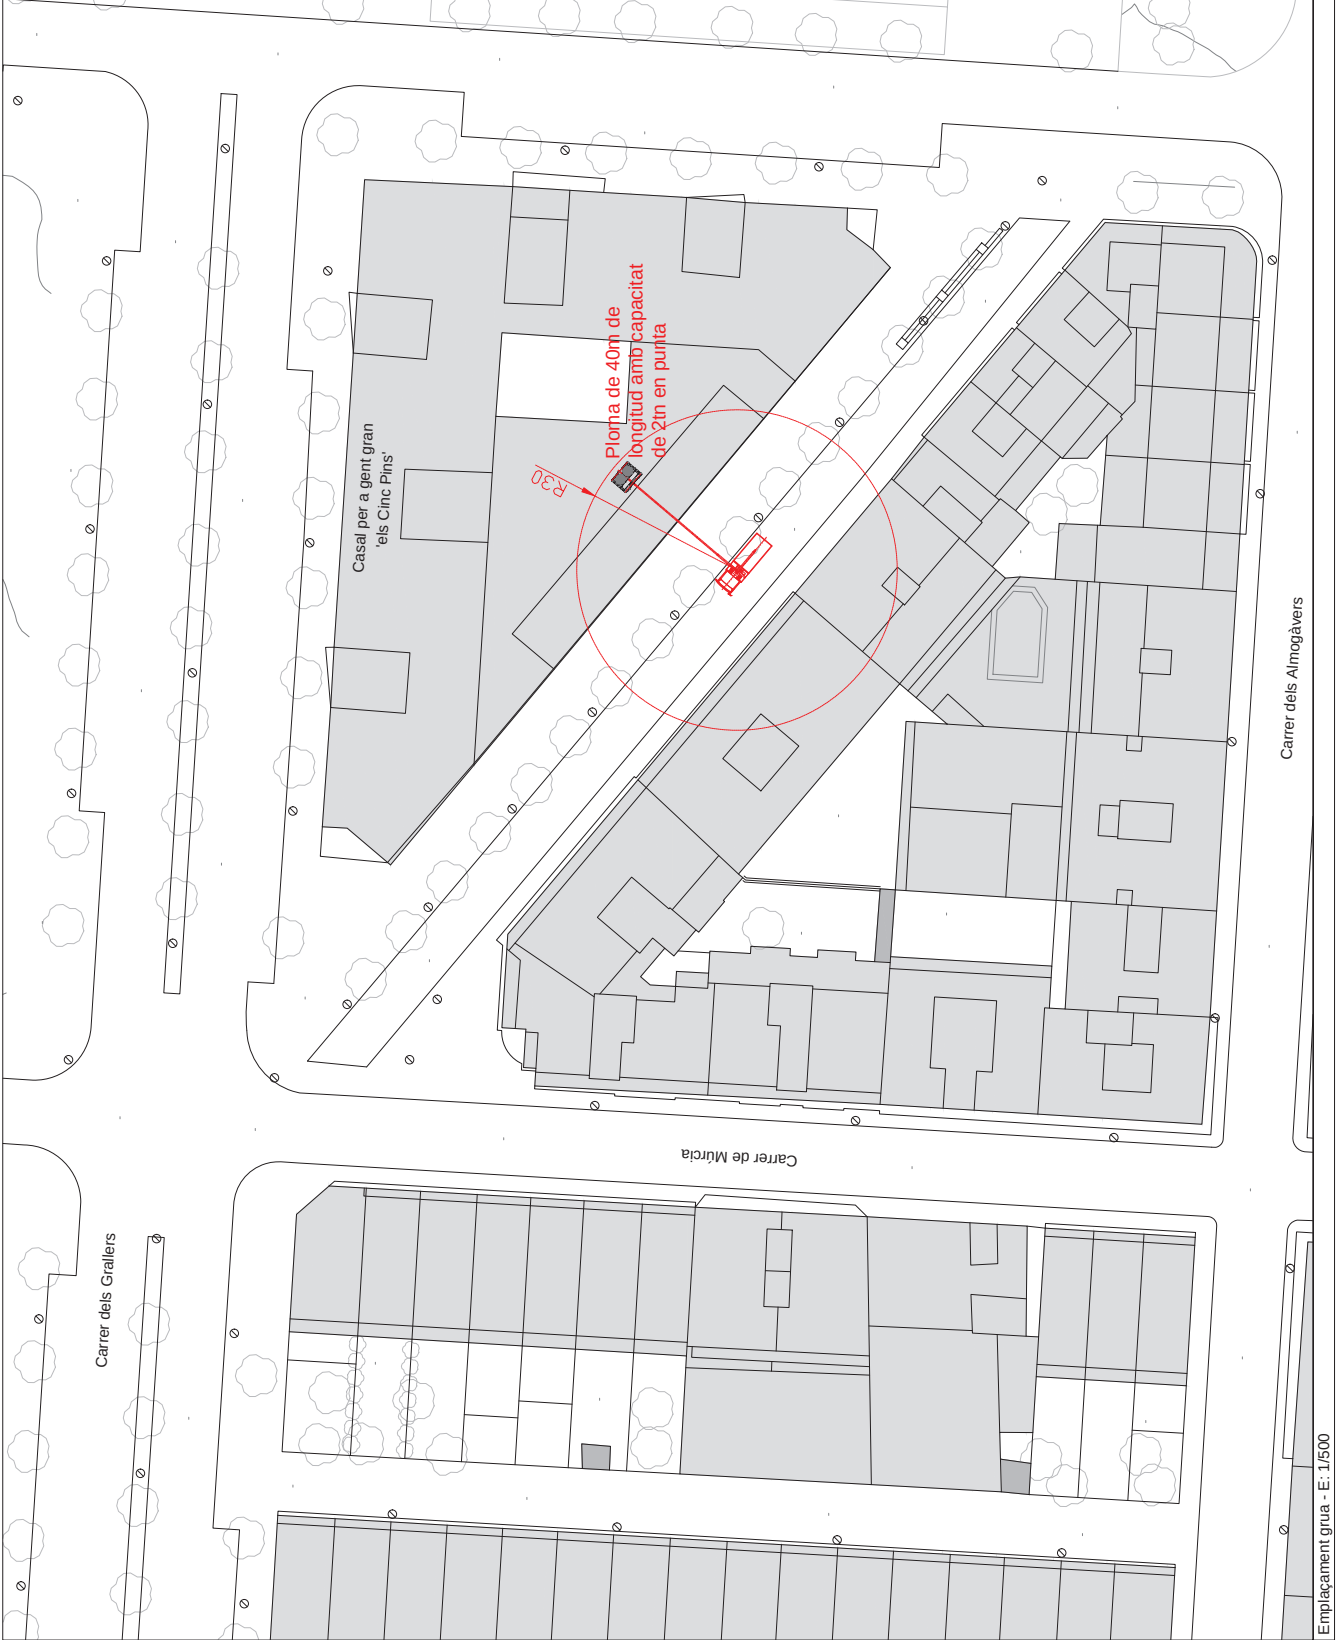 Ploma de 40m de
longitud amb capacitat
de 2tn en punta
R30
Casal per a gent gran
'els Cinc Pins'
Carrer dels Almogàvers
Carrer de Múrcia
Carrer dels Grallers
Emplaçament grua - E: 1/500